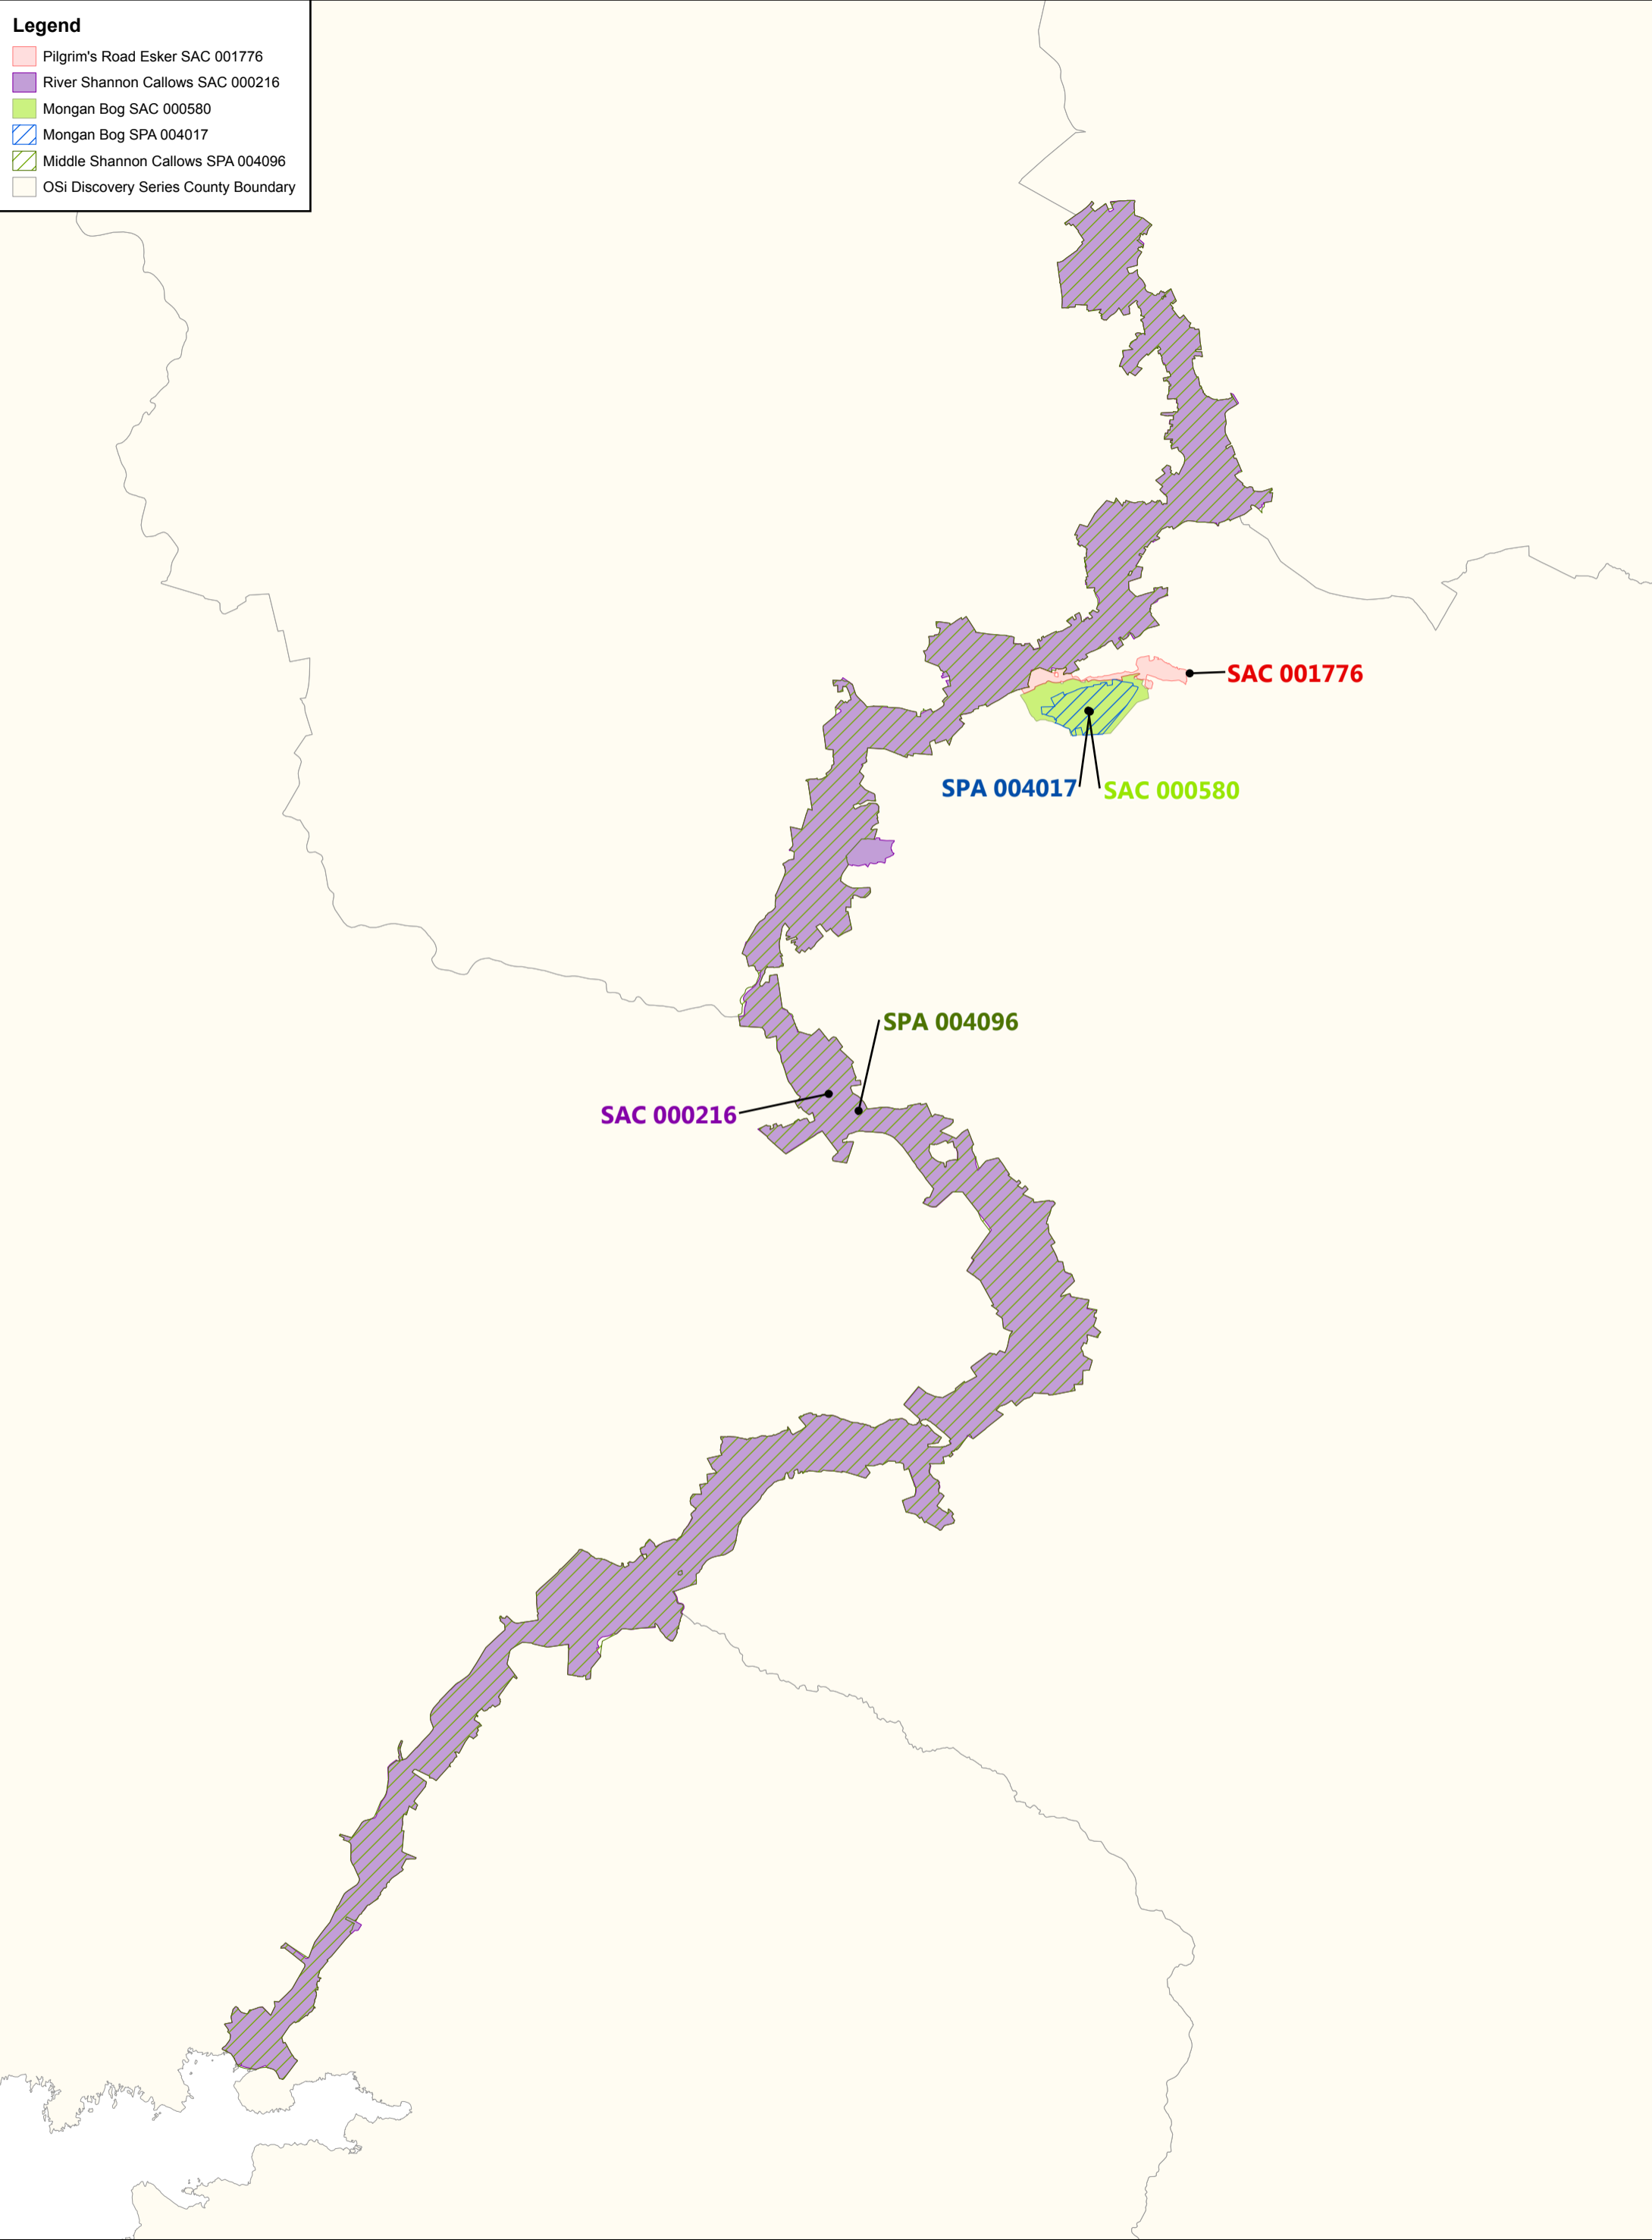 Legend
Pilgrim's Road Esker SAC 001776
River Shannon Callows SAC 000216
Mongan Bog SAC 000580
Mongan Bog SPA 004017
Middle Shannon Callows SPA 004096
OSi Discovery Series County Boundary
SAC 001776
SPA 004017
SAC 000580
SPA 004096
SAC 000216